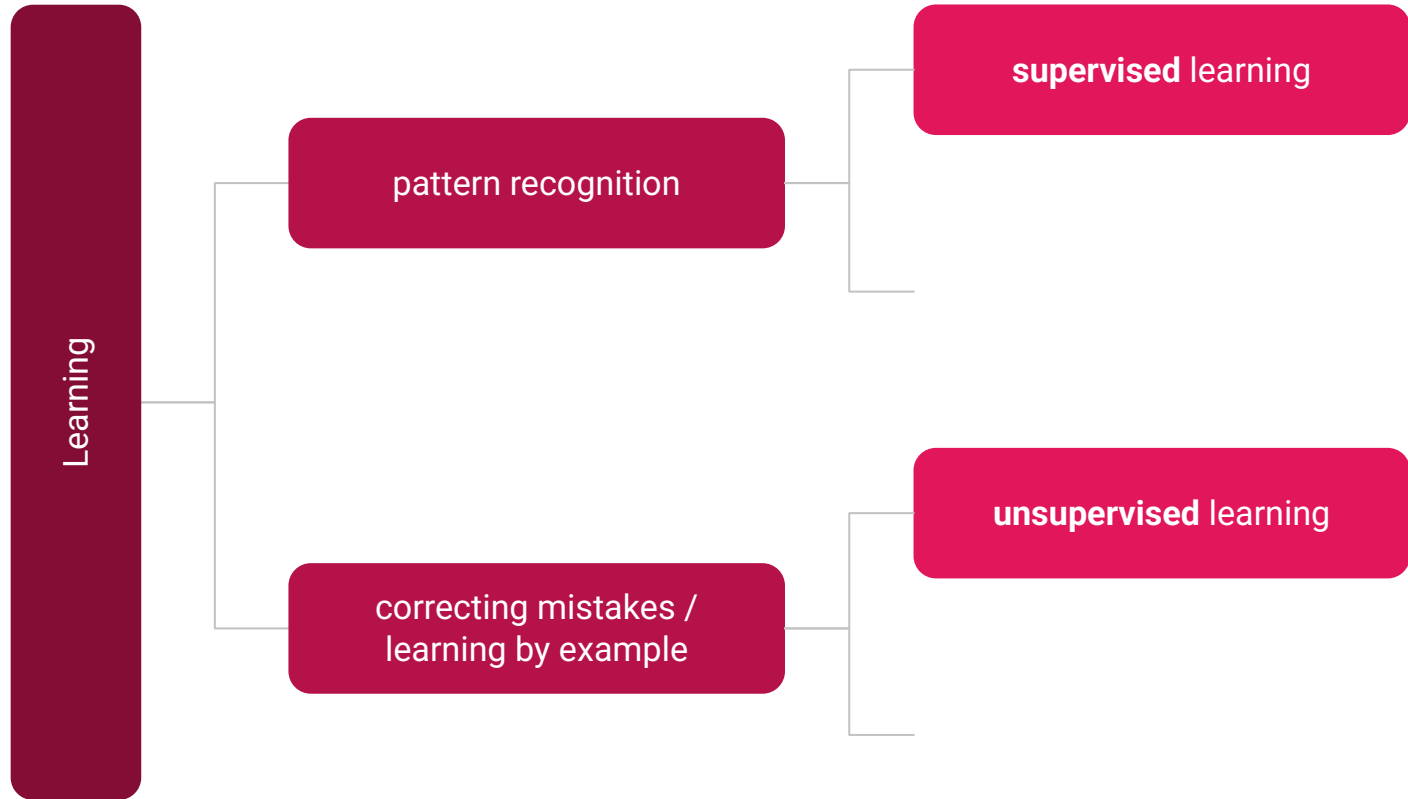 Learning
pattern recognition
supervised learning
correcting mistakes /
learning by example
unsupervised learning